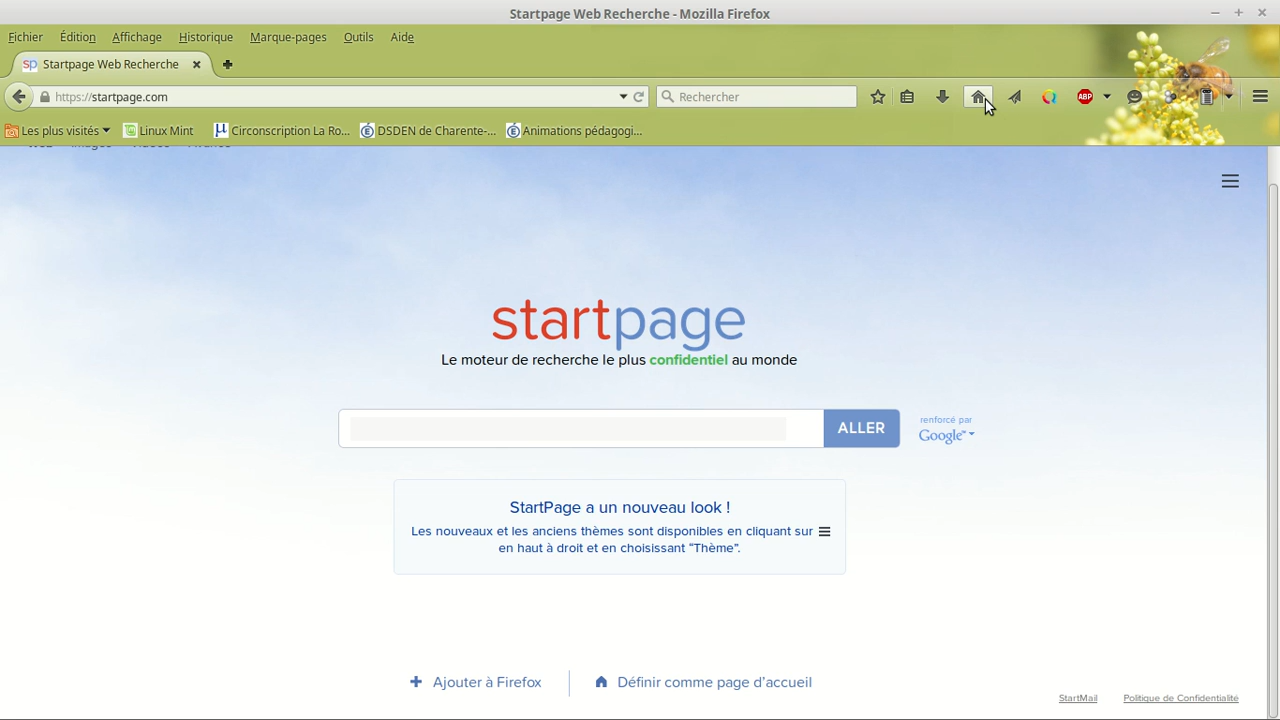 Startpage Web Recherche - Mozilla Firefox
Fichier Édition Affichage Historique Marque-pages Outils Aide
sp Startpage Web Recherche
https://startpage.com Rechercher ABP
Les plus visités Linux Mint Circonscription La Ro... DSDEN de Charente-... Animations pédagogi...
startpage
Le moteur de recherche le plus confidentiel au monde
ALLER
renforcé par
Google™
StartPage a un nouveau look !
Les nouveaux et les anciens thèmes sont disponibles en cliquant sur
en haut à droit et en choisissant “Thème”.
Ajouter à Firefox Définir comme page d’accueil
StartMail Politique de Confidentialité